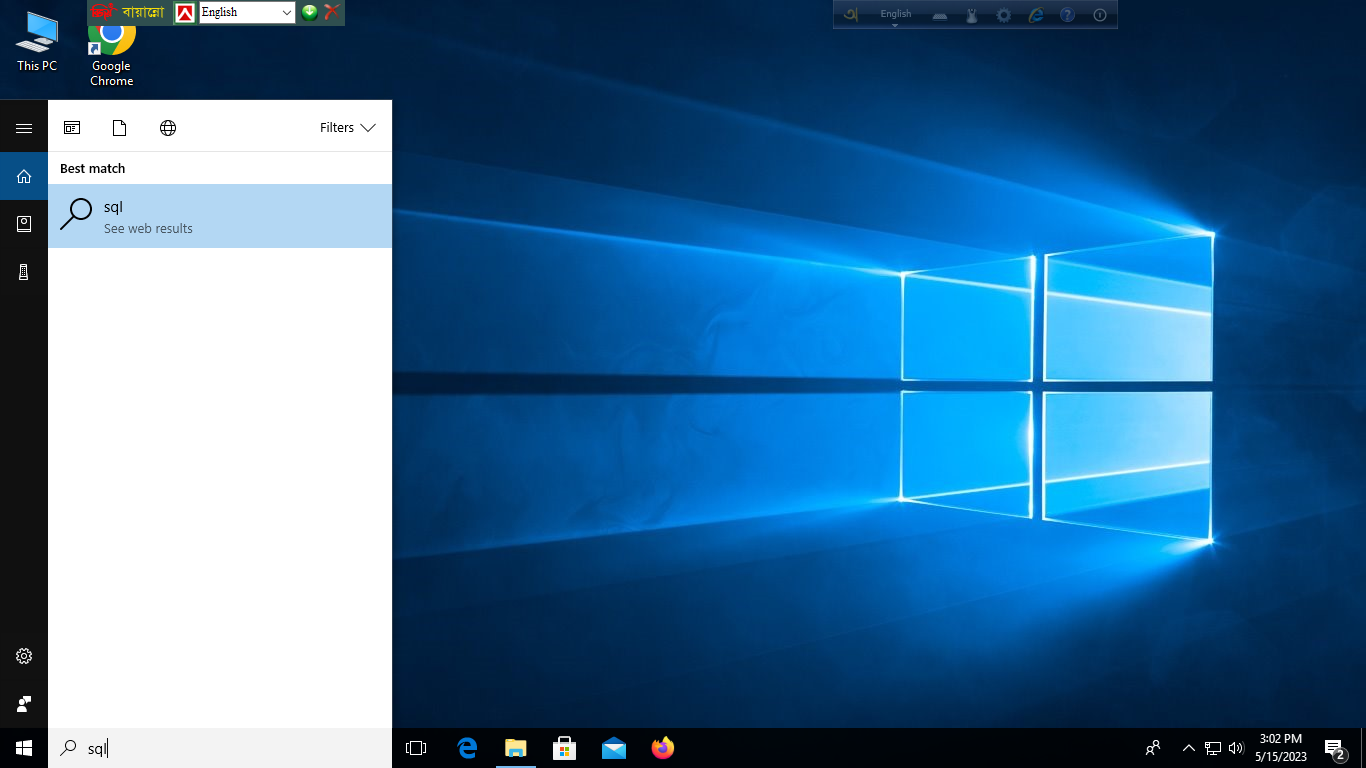 বায়ান্নো
English
English
This PC
Google
Chrome
Filters
Best match
sql
See web results
sql
3:02 PM
5/15/2023
2